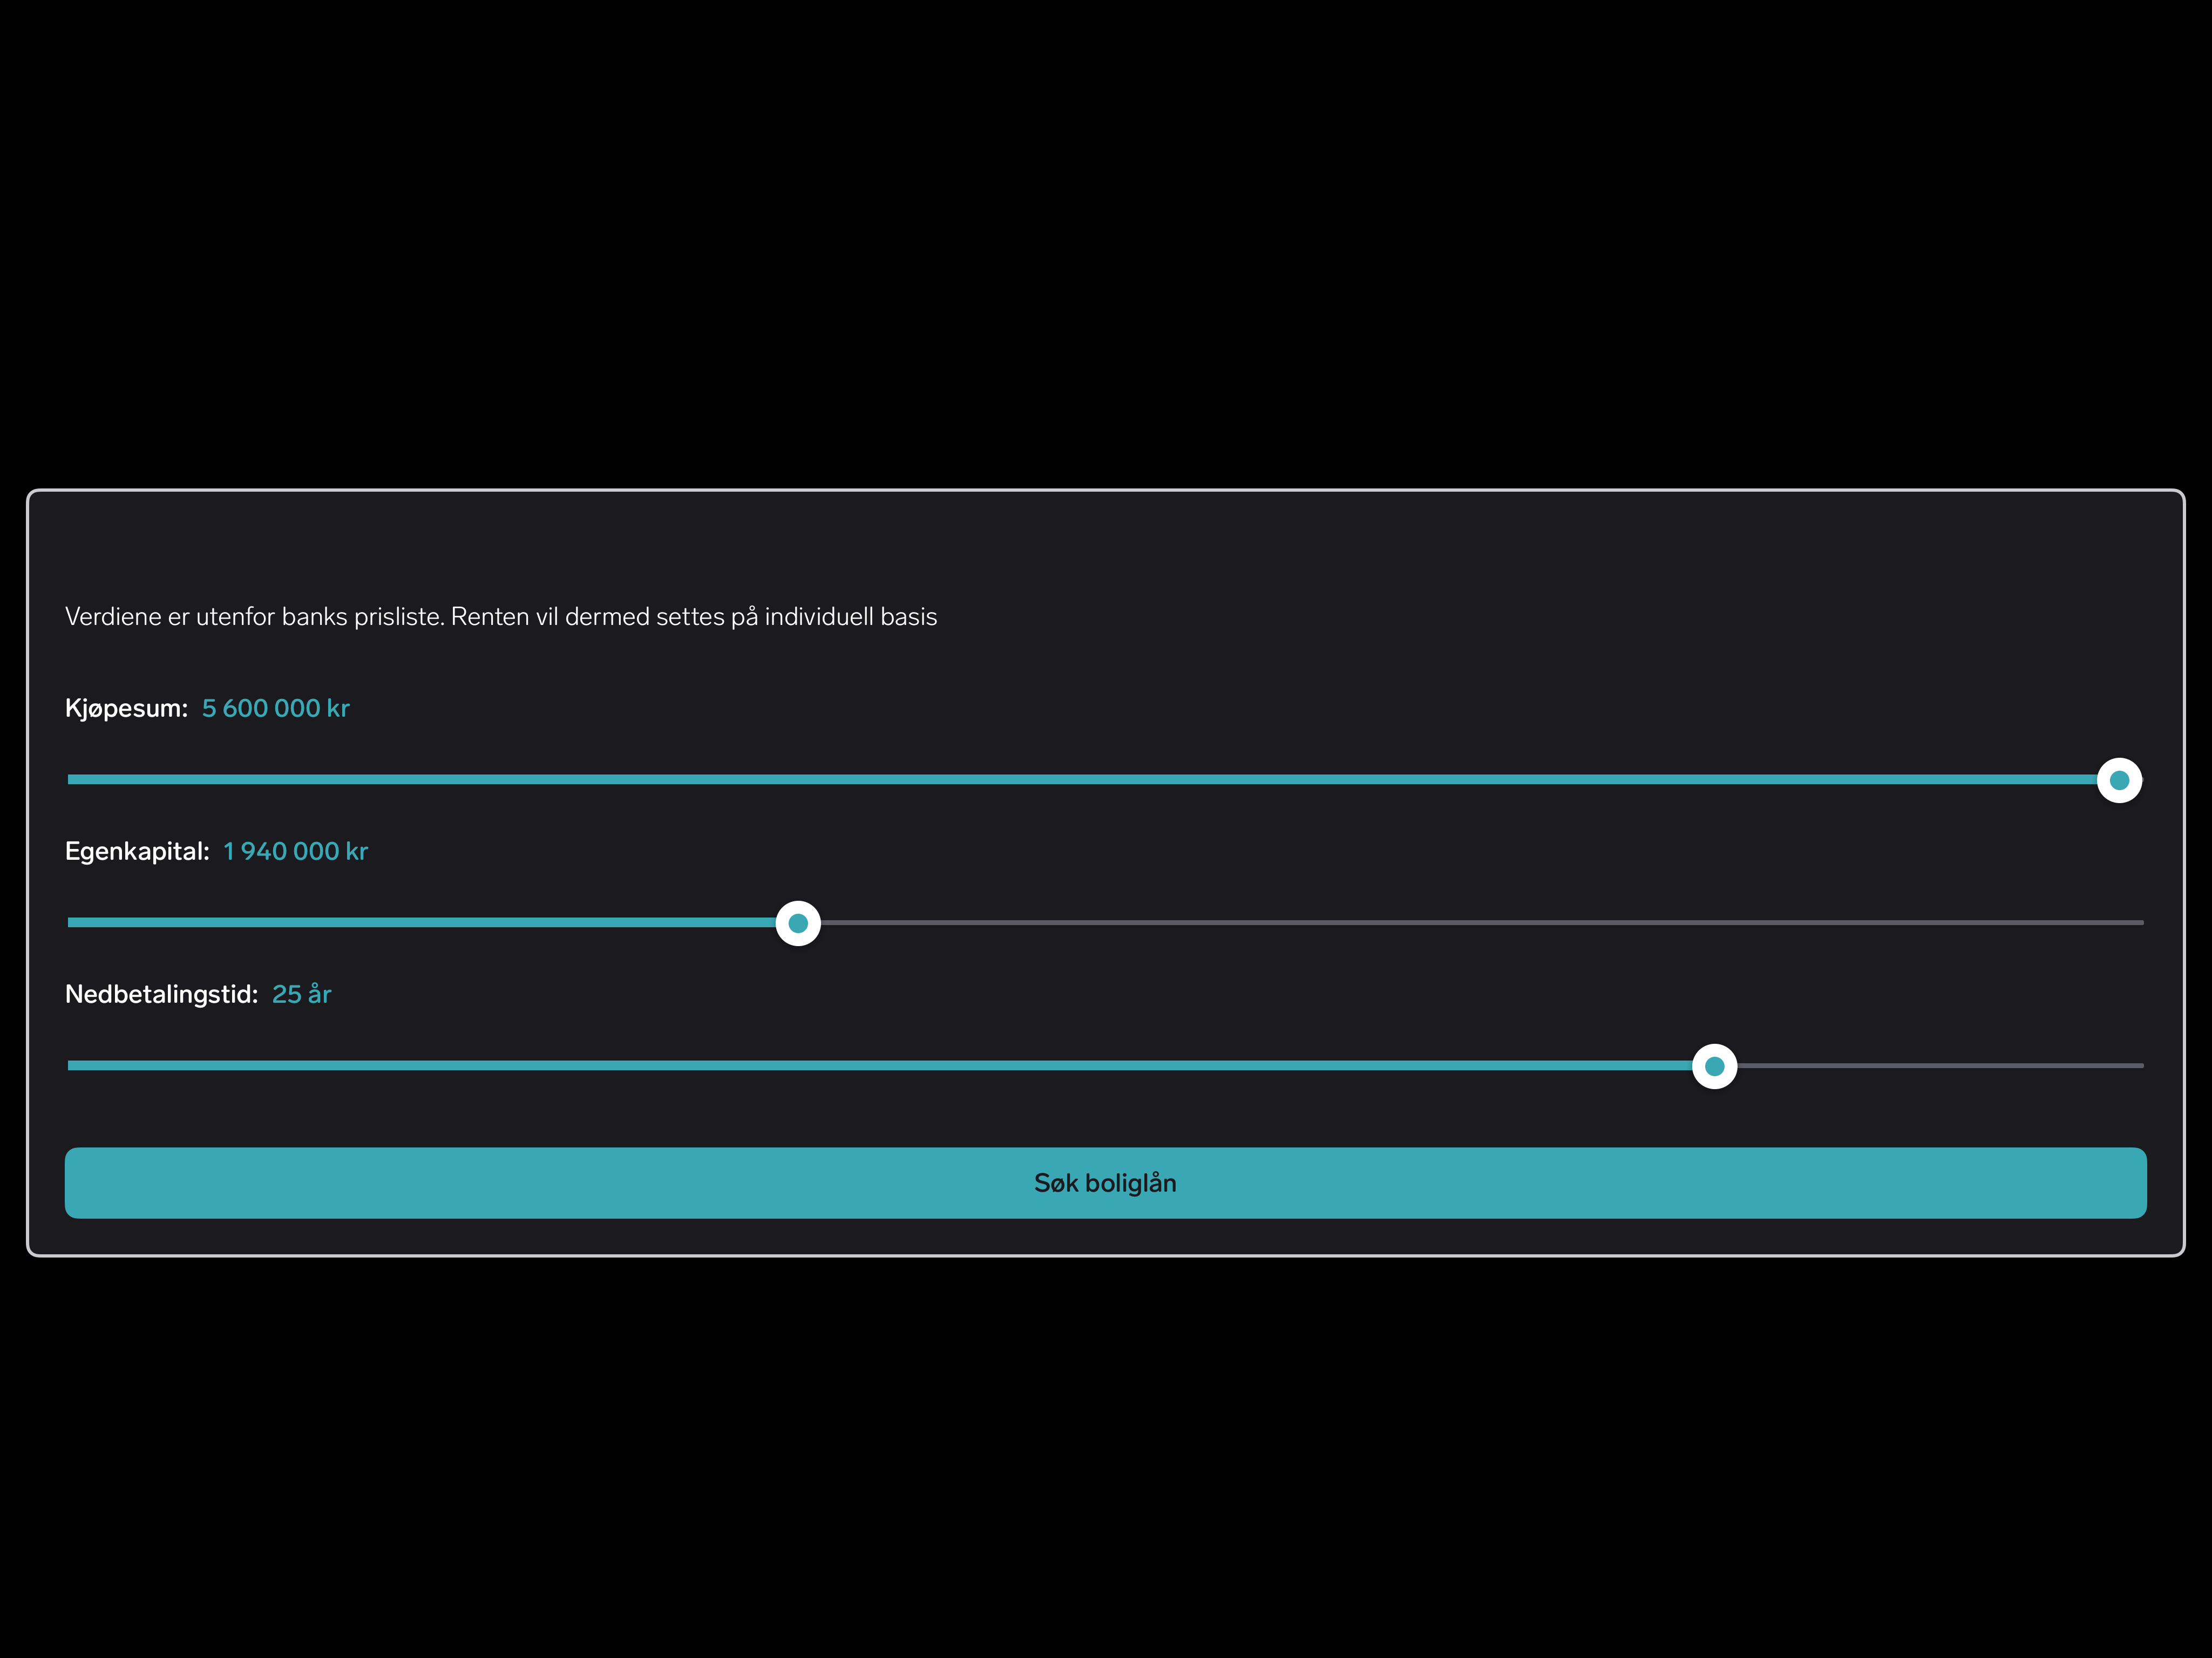 Verdiene er utenfor banks prisliste. Renten vil dermed settes på individuell basis
Kjøpesum: 5 600 000 kr
Egenkapital: 1 940 000 kr
Nedbetalingstid: 25 år
Søk boliglån